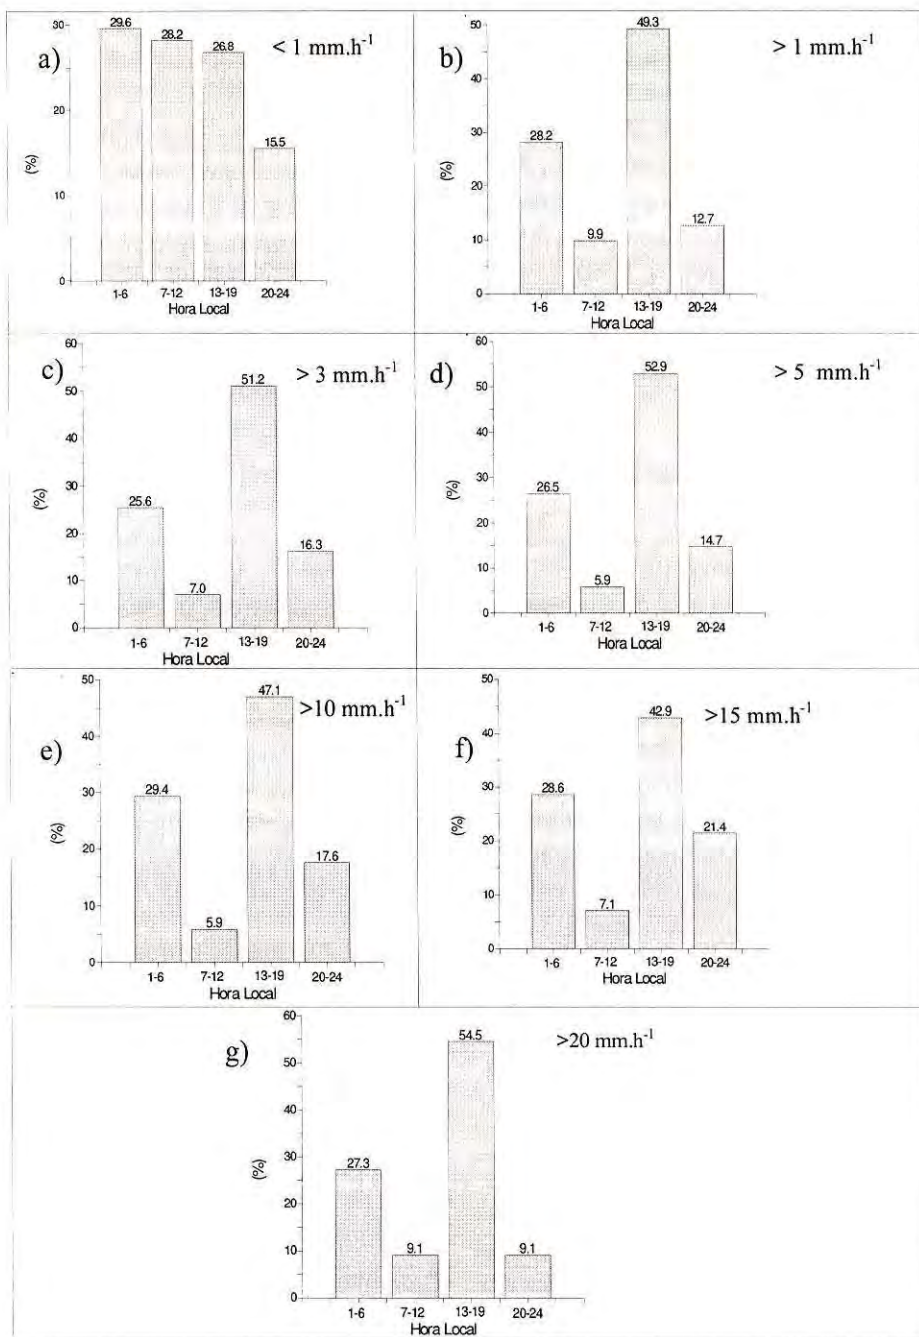 a)
< 1 mm.h-1
30
20
10
0
(%)
29.6
28.2
26.8
15.5
1-6 7-12 13-19 20-24
Hora Local
b)
> 1 mm.h-1
50
40
30
20
10
0
(%)
28.2
9.9
49.3
12.7
1-6 7-12 13-19 20-24
Hora Local
c)
> 3 mm.h-1
60
50
40
30
20
10
0
(%)
25.6
7.0
51.2
16.3
1-6 7-12 13-19 20-24
Hora Local
d)
> 5 mm.h-1
60
50
40
30
20
10
0
(%)
26.5
5.9
52.9
14.7
1-6 7-12 13-19 20-24
Hora Local
e)
>10 mm.h-1
50
40
30
20
10
0
(%)
29.4
5.9
47.1
17.6
1-6 7-12 13-19 20-24
Hora Local
f)
>15 mm.h-1
50
40
30
20
10
0
(%)
28.6
7.1
42.9
21.4
1-6 7-12 13-19 20-24
Hora Local
g)
>20 mm.h-1
60
50
40
30
20
10
0
(%)
27.3
9.1
54.5
9.1
1-6 7-12 13-19 20-24
Hora Local